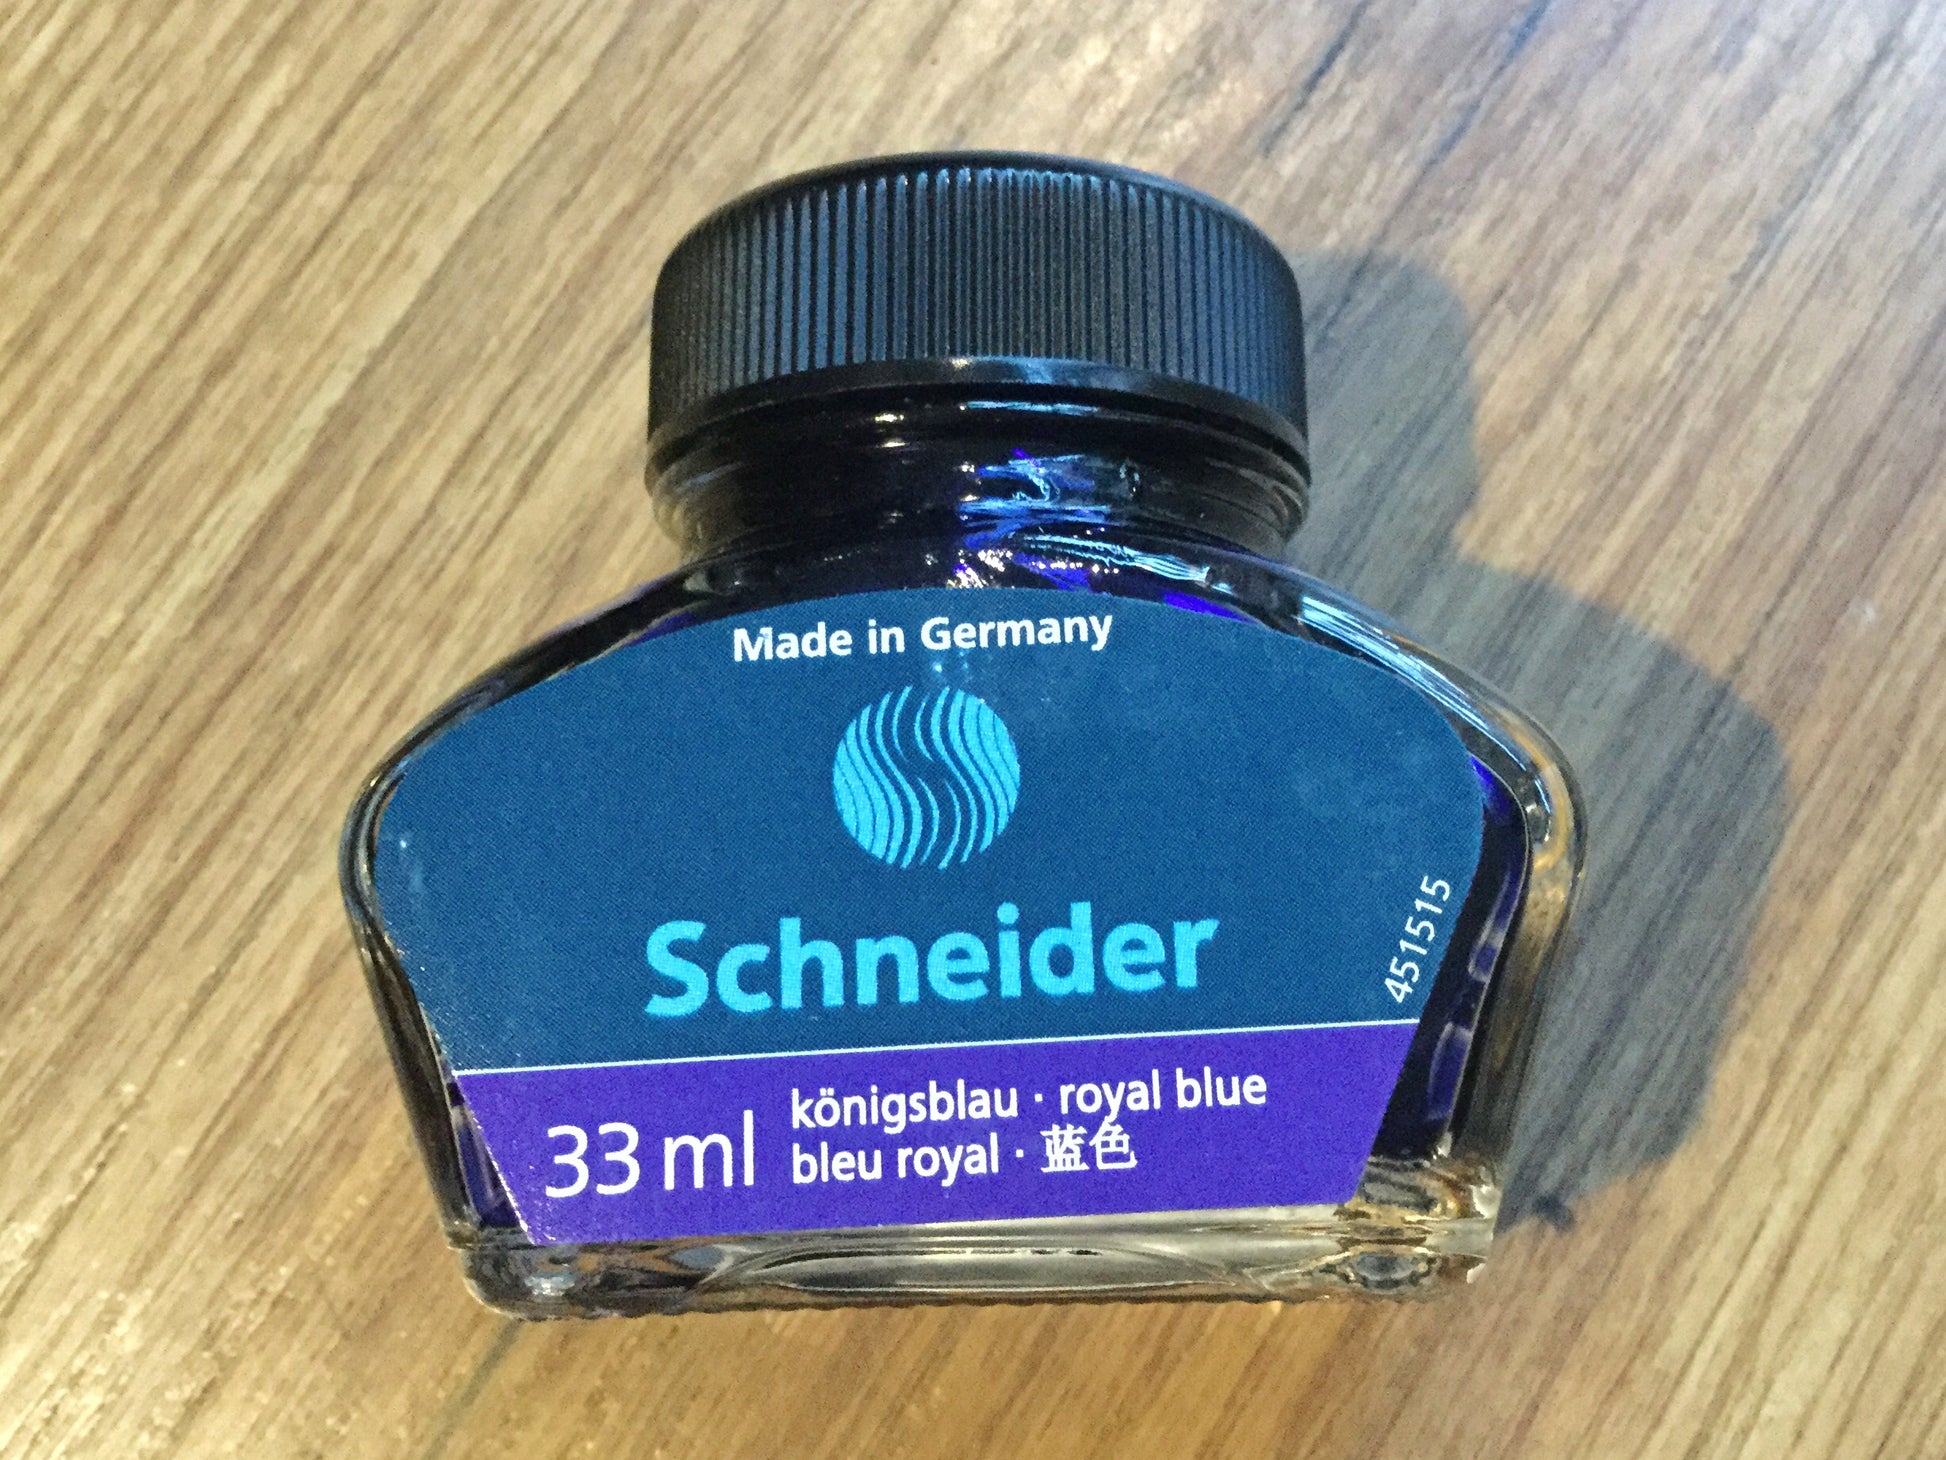 Made in Germany
Schneider
451515
33 ml
königsblau · royal blue
bleu royal · 蓝色